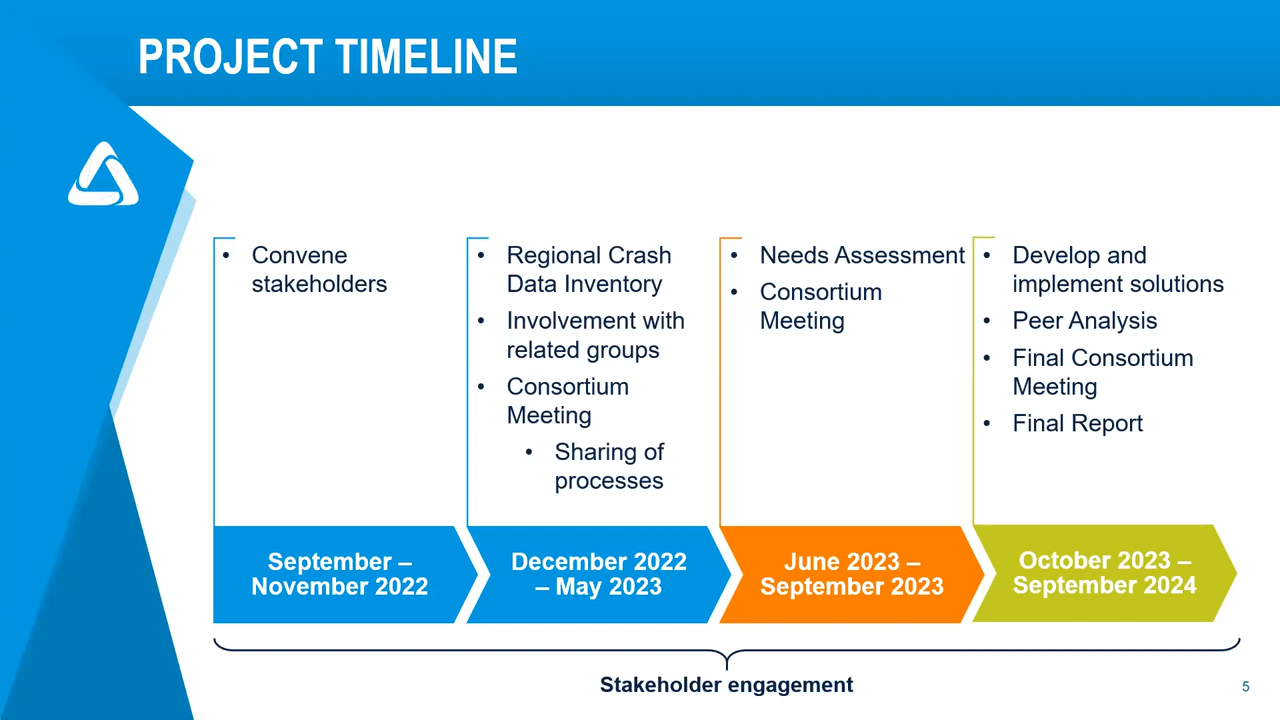 PROJECT TIMELINE
• Convene
stakeholders
• Regional Crash
Data Inventory
• Involvement with
related groups
• Consortium
Meeting
• Sharing of
processes
• Needs Assessment
• Consortium
Meeting
• Develop and
implement solutions
• Peer Analysis
• Final Consortium
Meeting
• Final Report
September –
November 2022
December 2022
– May 2023
June 2023 –
September 2023
October 2023 –
September 2024
Stakeholder engagement
5